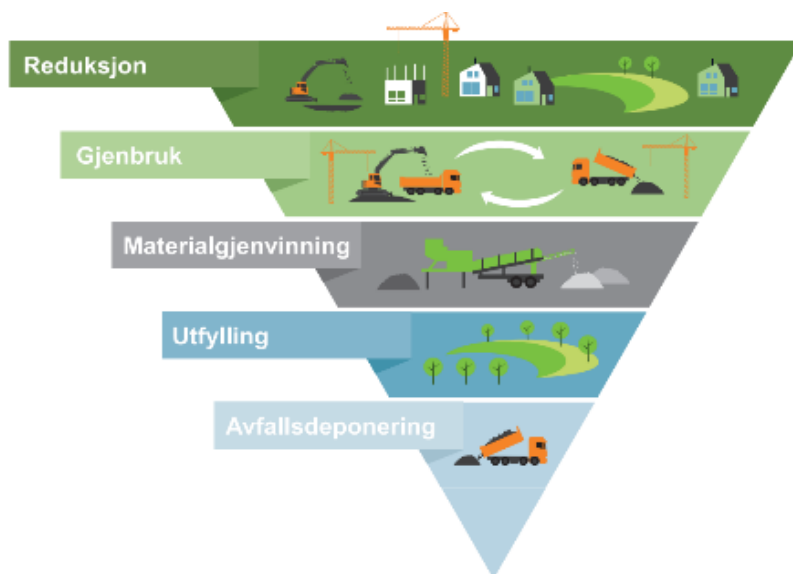 Reduksjon
Gjenbruk
Materialgjenvinning
Utfylling
Avfallsdeponering